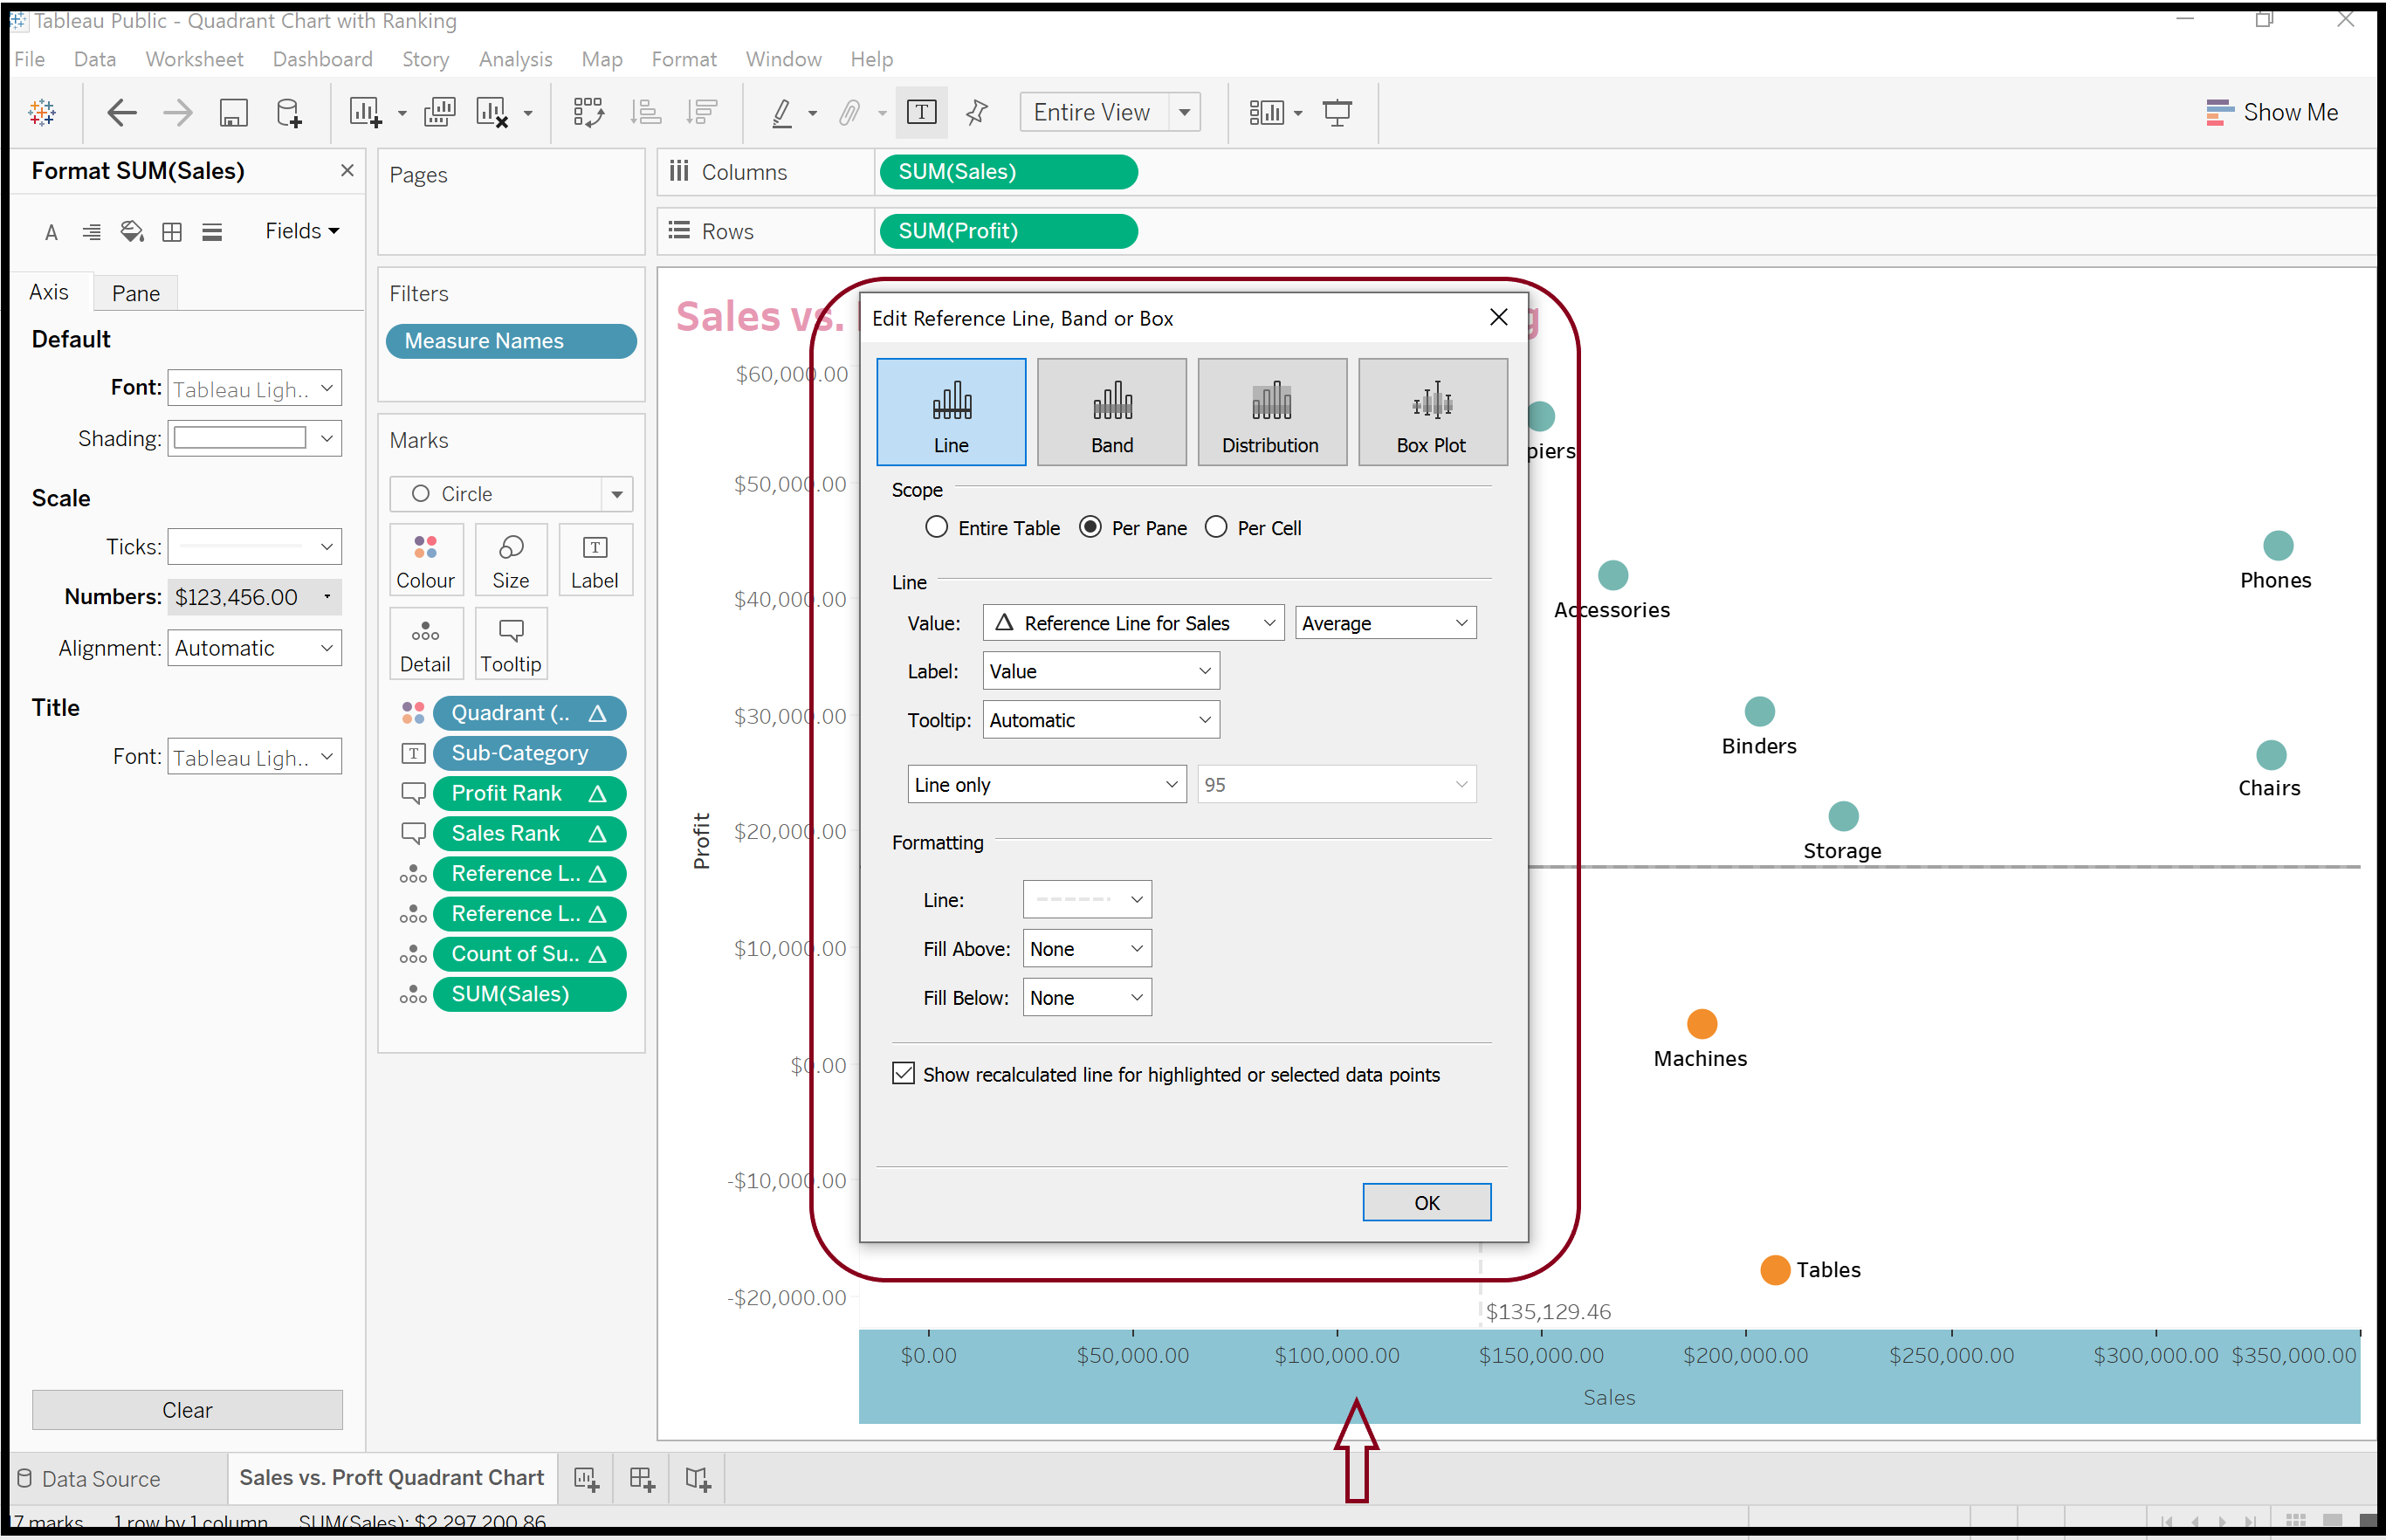 Tableau Public - Quadrant Chart with Ranking
File Data Worksheet Dashboard Story Analysis Map Format Window Help
T Entire View Show Me
Format SUM(Sales)
A Fields
Axis Pane
Default
Font: Tableau Ligh..
Shading:
Scale
Ticks:
Numbers: $123,456.00
Alignment: Automatic
Title
Font: Tableau Ligh..
Clear
Pages
Filters
Measure Names
Marks
Circle
Colour Size Label
Detail Tooltip
Quadrant (..
Sub-Category
Profit Rank
Sales Rank
Reference L..
Reference L..
Count of Su..
SUM(Sales)
Columns SUM(Sales)
Rows SUM(Profit)
Sales vs.
g
Edit Reference Line, Band or Box
Line Band Distribution Box Plot
Scope
Entire Table Per Pane Per Cell
Line
Value: Reference Line for Sales Average
Label: Value
Tooltip: Automatic
Line only 95
Formatting
Line:
Fill Above: None
Fill Below: None
Show recalculated line for highlighted or selected data points
OK
Profit
$60,000.00
$50,000.00
$40,000.00
$30,000.00
$20,000.00
$10,000.00
$0.00
-$10,000.00
-$20,000.00
piers
Phones
Accessories
Binders
Chairs
Storage
Machines
Tables
$135,129.46
$0.00 $50,000.00 $100,000.00 $150,000.00 $200,000.00 $250,000.00 $300,000.00 $350,000.00
Sales
Data Source Sales vs. Proft Quadrant Chart
17 marks 1 row by 1 column SUM(Sales): $2,297,200.86